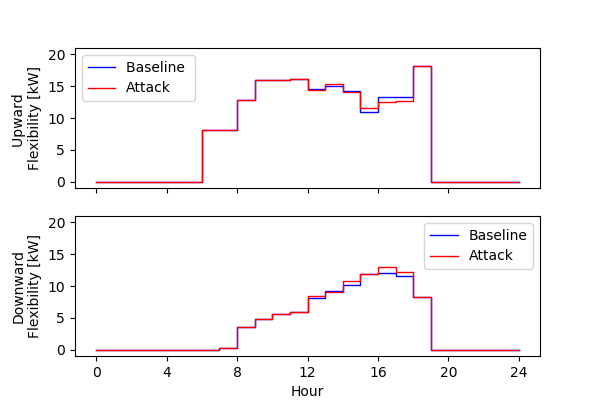 Upward
Flexibility [kW]
20
15
10
5
0
Baseline
Attack
Downward
Flexibility [kW]
20
15
10
5
0
Baseline
Attack
0 4 8 12 16 20 24
Hour